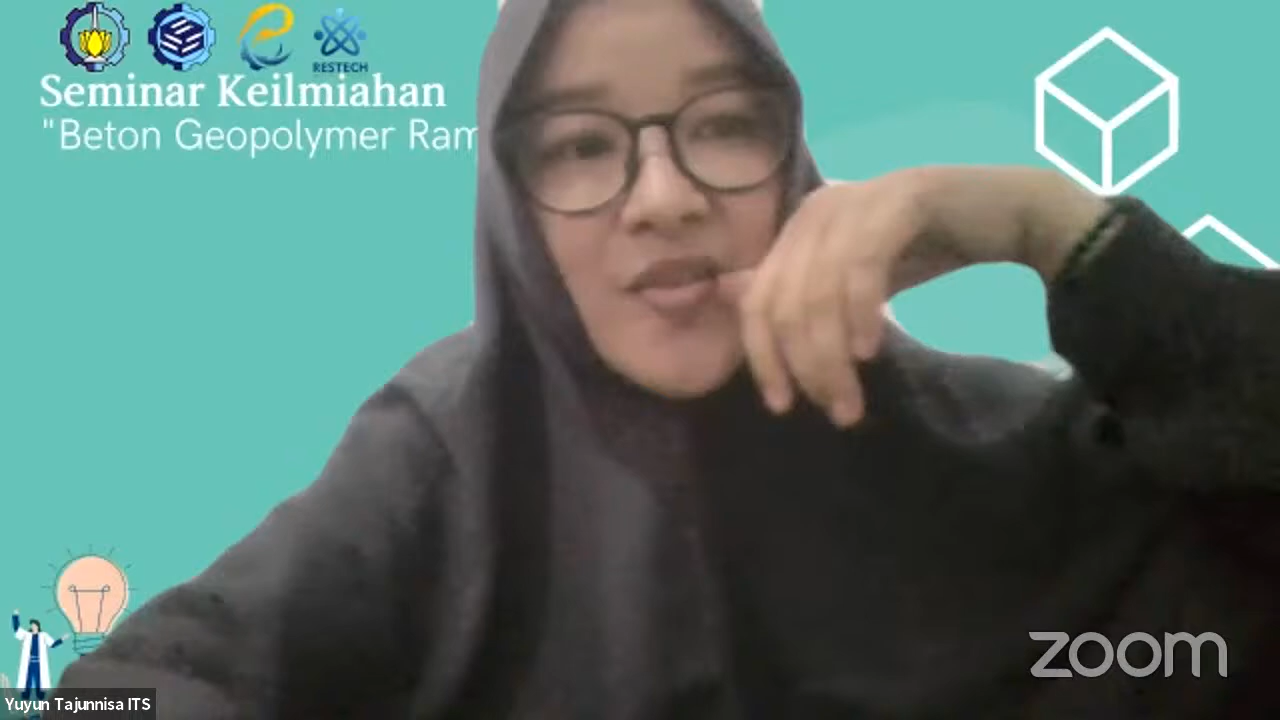 RESTECH
Seminar Keilmiahan
"Beton Geopolymer Ram
zoom
Yuyun Tajunnisa ITS